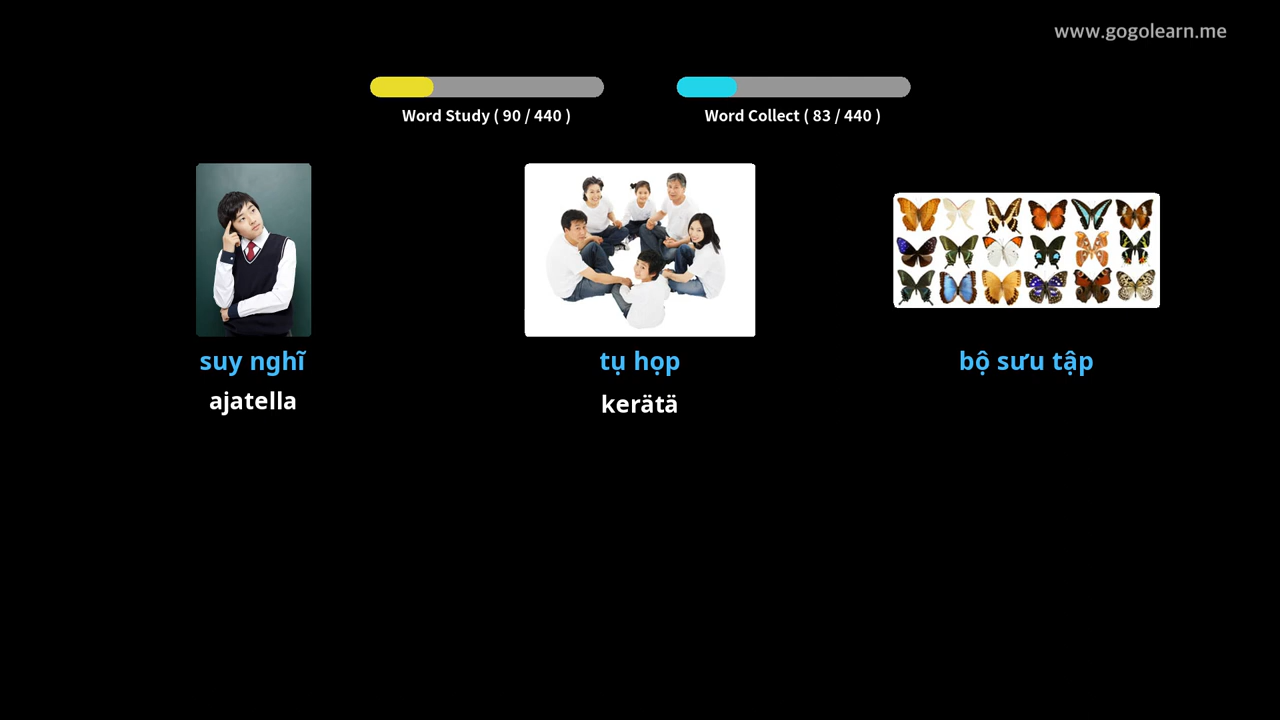 www.gogolearn.me
Word Study ( 90 / 440 )
Word Collect ( 83 / 440 )
suy nghĩ
ajatella
tụ họp
kerätä
bộ sưu tập